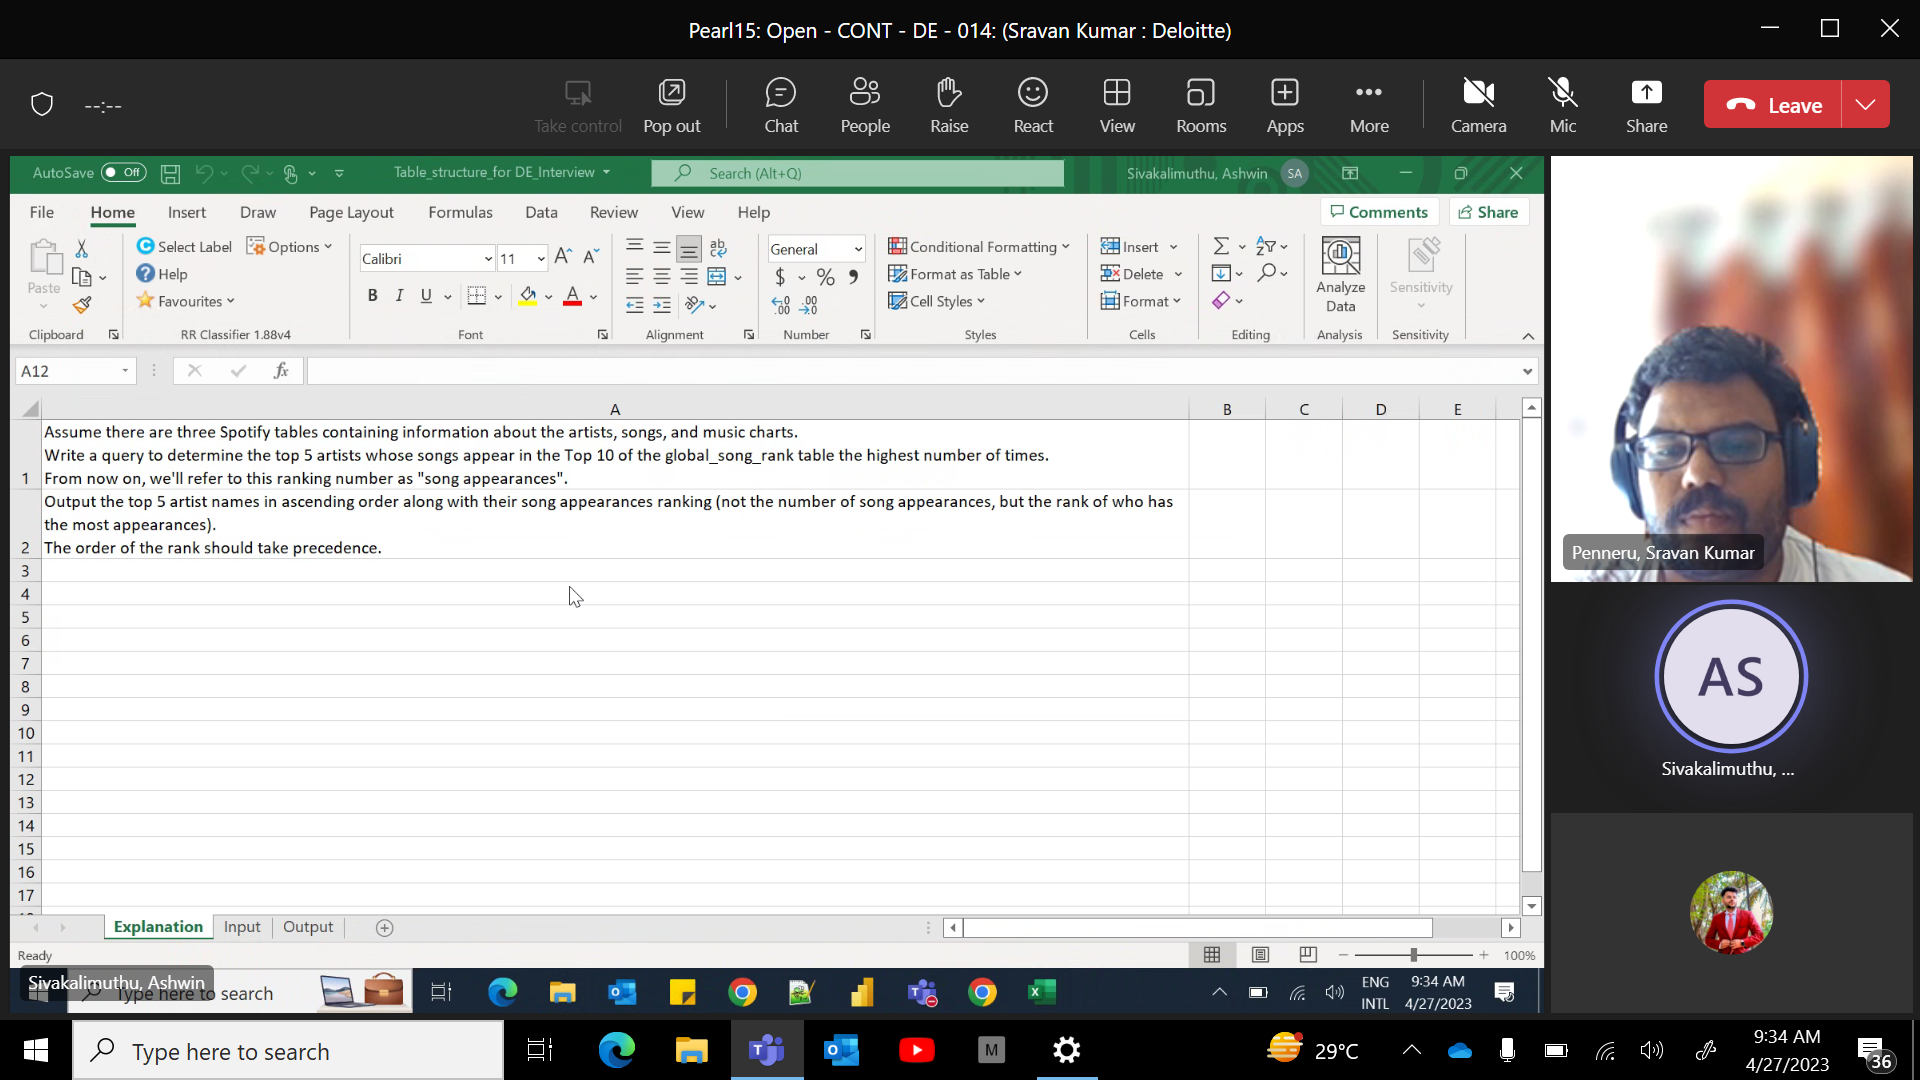 Pearl15: Open - CONT - DE - 014: (Sravan Kumar : Deloitte)
--:--
Take control
Pop out
Chat
People
Raise
React
View
Rooms
Apps
More
Camera
Mic
Share
Leave
AutoSave Off
Table_structure_for DE_Interview
Search (Alt+Q)
Sivakalimuthu, Ashwin SA
File Home Insert Draw Page Layout Formulas Data Review View Help
Comments Share
Paste
Select Label Options
Help
Favourites
Calibri 11
B I U A
ab
General
$ % 9
Conditional Formatting
Format as Table
Cell Styles
Insert
Delete
Format
Analyze Data
Sensitivity
Clipboard RR Classifier 1.88v4 Font Alignment Number Styles Cells Editing Analysis Sensitivity
A12 fx
A B C D E
Assume there are three Spotify tables containing information about the artists, songs, and music charts.
Write a query to determine the top 5 artists whose songs appear in the Top 10 of the global_song_rank table the highest number of times.
1 From now on, we'll refer to this ranking number as "song appearances".
Output the top 5 artist names in ascending order along with their song appearances ranking (not the number of song appearances, but the rank of who has
the most appearances).
2 The order of the rank should take precedence.
3
4
5
6
7
8
9
10
11
12
13
14
15
16
17
Explanation Input Output
Ready
100%
Sivakalimuthu, Ashwin
Type here to search
ENG
INTL
9:34 AM
4/27/2023
Penneru, Sravan Kumar
AS
Sivakalimuthu, ...
Type here to search
M
29°C
9:34 AM
4/27/2023
36